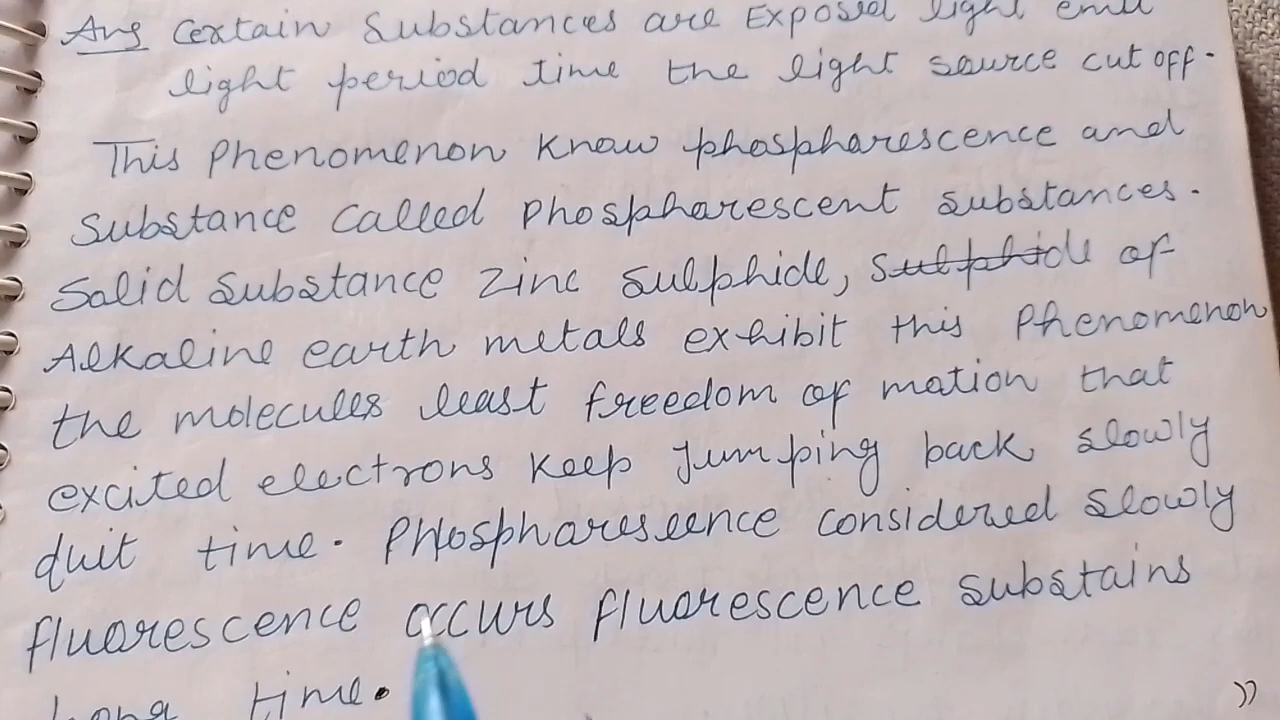 Ans Certain Substances are Exposed light emit
light period time the light source cut off.
This Phenomenon Know phospharescence and
Substance Called Phospharescent substances.
Solid Substance Zinc Sulphide, Sulphide of
Alkaline earth metals exhibit this Phenomenon
the molecules least freedom of motion that
excited electrons keep Jumping back slowly
quit time. Phospharescence considered slowly
fluorescence occurs fluorescence substains
long time.